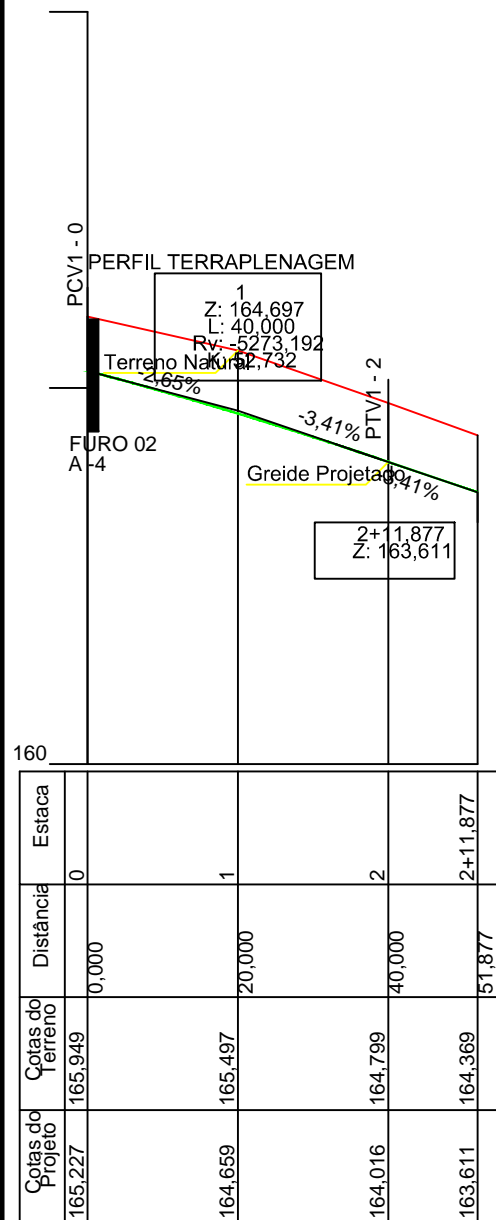 PCV1 - 0
PERFIL TERRAPLENAGEM
1
Z: 164,697
L: 40,000
Rv: -5273,192
K: 52,732
Terreno Natural
-2,65%
PTV1 - 2
-3,41%
FURO 02
A -4
Greide Projetado
-3,41%
2+11,877
Z: 163,611
160
Estaca
0
1
2
2+11,877
Distância
0,000
20,000
40,000
51,877
Cotas do
Terreno
165,949
165,497
164,799
164,369
Cotas do
Projeto
165,227
164,659
164,016
163,611